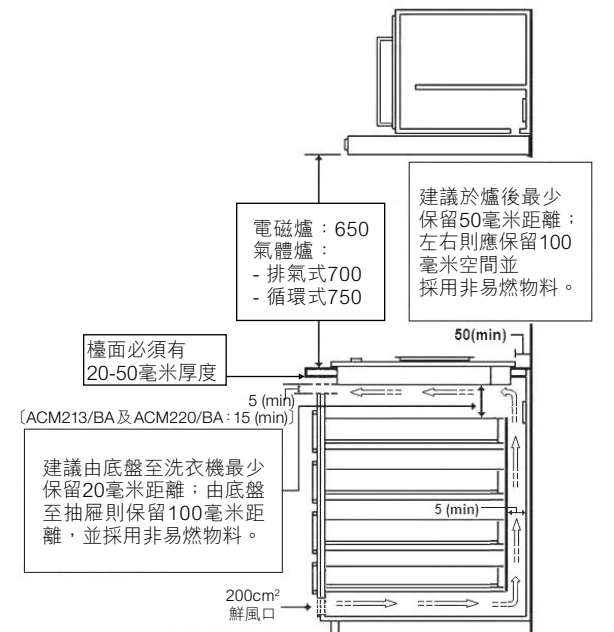 電磁爐：650
氣體爐：
- 排氣式700
- 循環式750
建議於爐後最少
保留50毫米距離；
左右則應保留100
毫米空間並
採用非易燃物料。
50(min)
檯面必須有
20-50毫米厚度
5 (min)
〔ACM213/BA及ACM220/BA：15 (min)〕
建議由底盤至洗衣機最少
保留20毫米距離；由底盤
至抽屜則保留100毫米距
離，並採用非易燃物料。
5 (min)
200cm²
鮮風口